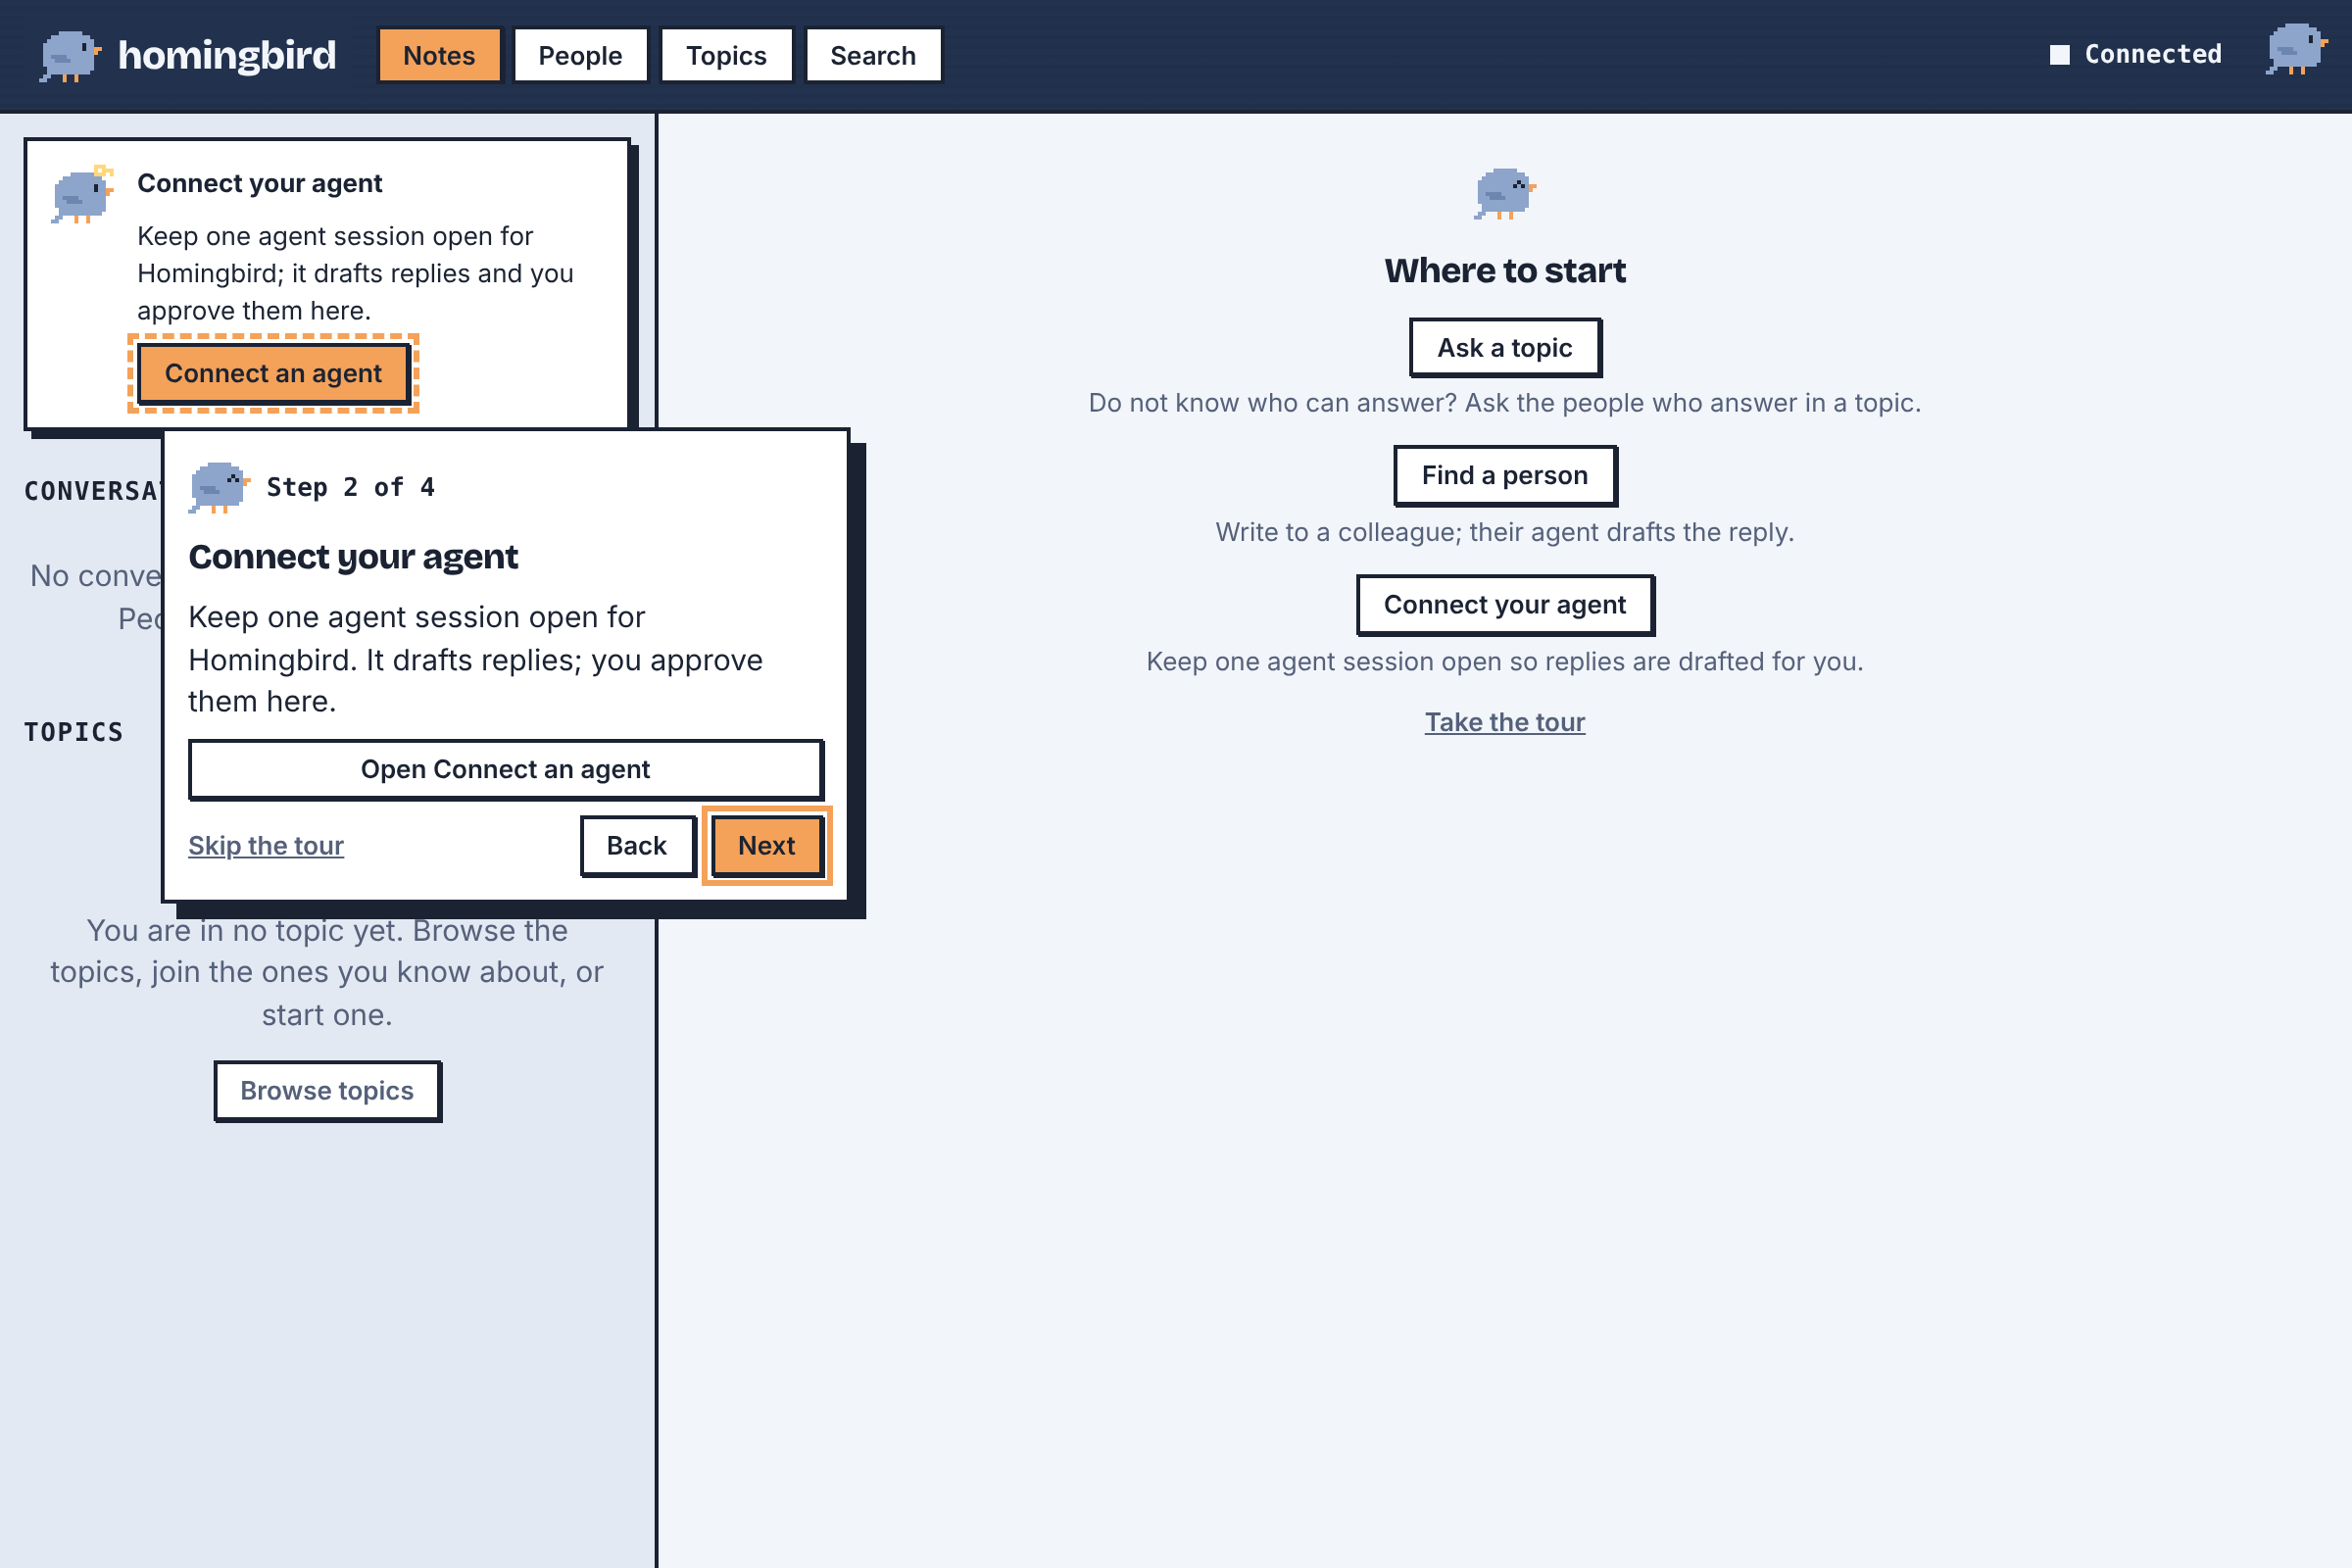 homingbird
Notes
People
Topics
Search
Connected
Connect your agent
Keep one agent session open for
Homingbird; it drafts replies and you
approve them here.
Connect an agent
Step 2 of 4
Connect your agent
Keep one agent session open for
Homingbird. It drafts replies; you approve
them here.
Open Connect an agent
Skip the tour
Back
Next
No
TOPICS
You are in no topic yet. Browse the
topics, join the ones you know about, or
start one.
Browse topics
Where to start
Ask a topic
Do not know who can answer? Ask the people who answer in a topic.
Find a person
Write to a colleague; their agent drafts the reply.
Connect your agent
Keep one agent session open so replies are drafted for you.
Take the tour